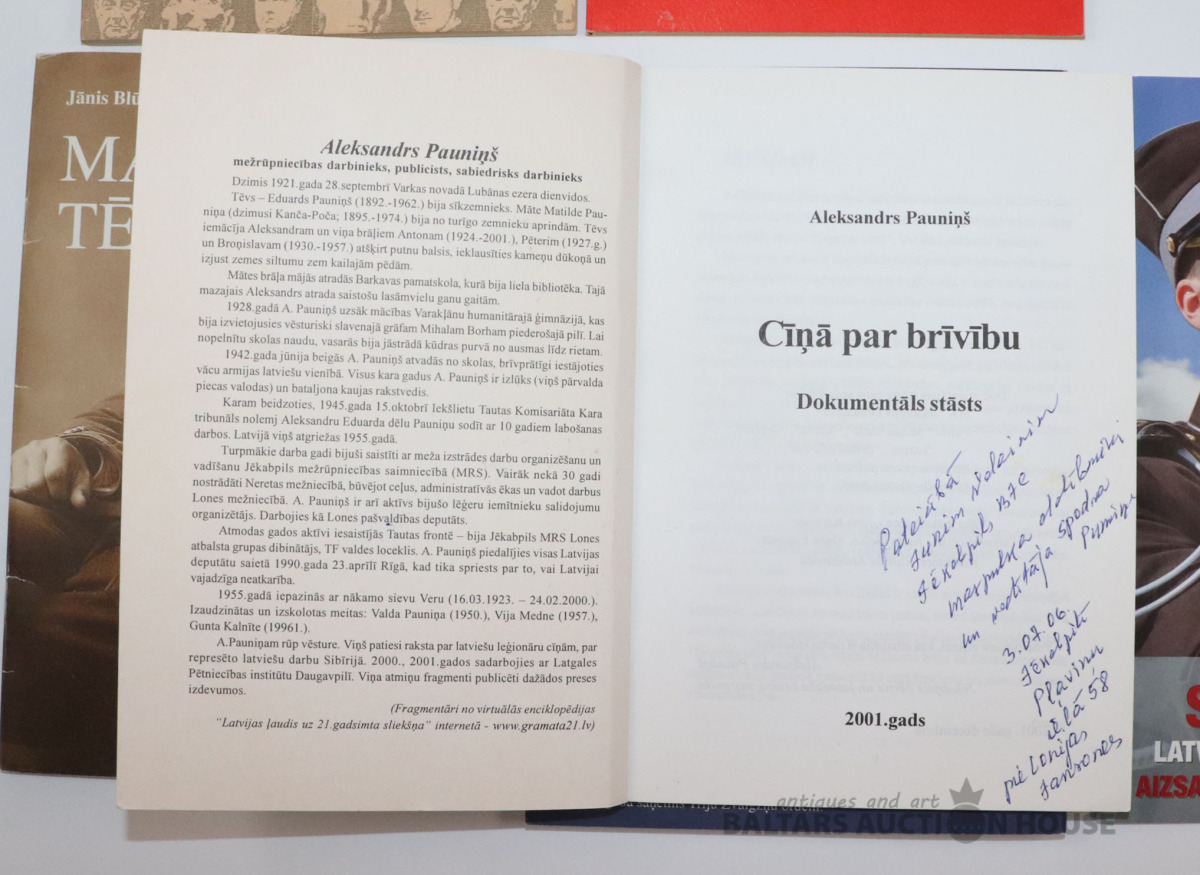 Jānis Blū
MA
TĒ
Aleksandrs Pauniņš
mežrūpniecības darbinieks, publicists, sabiedrisks darbinieks
Dzimis 1921.gada 28.septembrī Varkas novadā Lubānas ezera dienvidos.
Tēvs – Eduards Pauniņš (1892.-1962.) bija sīkzemnieks. Māte Matilde Pau-
niņa (dzimusi Kanča-Poča; 1895.-1974.) bija no turīgo zemnieku aprindām. Tēvs
iemācīja Aleksandram un viņa brāļiem Antonam (1924.-2001.), Pēterim (1927.g.)
un Broņislavam (1930.-1957.) atšķirt putnu balsis, ieklausīties kameņu dūkoņā un
izjust zemes siltumu zem kailajām pēdām.
Mātes brāļa mājās atradās Barkavas pamatskola, kurā bija liela bibliotēka. Tajā
mazajais Aleksandrs atrada saistošu lasāmvielu ganu gaitām.
1928.gadā A. Pauniņš uzsāk mācības Varakļānu humanitārajā ģimnāzijā, kas
bija izvietojusies vēsturiski slavenajā grāfam Mihalam Borham piederošajā pilī. Lai
nopelnītu skolas naudu, vasarās bija jāstrādā kūdras purvā no ausmas līdz rietam.
1942.gada jūnija beigās A. Pauniņš atvadās no skolas, brīvprātīgi iestājoties
vācu armijas latviešu vienībā. Visus kara gadus A. Pauniņš ir izlūks (viņš pārvalda
piecas valodas) un bataljona kaujas rakstvedis.
Karam beidzoties, 1945.gada 15.oktobrī Iekšlietu Tautas Komisariāta Kara
tribunāls nolemj Aleksandru Eduarda dēlu Pauniņu sodīt ar 10 gadiem labošanas
darbos. Latvijā viņš atgriežas 1955.gadā.
Turpmākie darba gadi bijuši saistīti ar meža izstrādes darbu organizēšanu un
vadīšanu Jēkabpils mežrūpniecības saimniecībā (MRS). Vairāk nekā 30 gadi
nostrādāti Neretas mežniecībā, būvējot ceļus, administratīvās ēkas un vadot darbus
Lones mežniecībā. A. Pauniņš ir arī aktīvs bijušo lēģeru iemītnieku salidojumu
organizētājs. Darbojies kā Lones pašvaldības deputāts.
Atmodas gados aktīvi iesaistījās Tautas frontē – bija Jēkabpils MRS Lones
atbalsta grupas dibinātājs, TF valdes loceklis. A. Pauniņš piedalījies visas Latvijas
deputātu saietā 1990.gada 23.aprīlī Rīgā, kad tika spriests par to, vai Latvijai
vajadzīga neatkarība.
1955.gadā iepazinās ar nākamo sievu Veru (16.03.1923. – 24.02.2000.).
Izaudzinātas un izskolotas meitas: Valda Pauniņa (1950.), Vija Medne (1957.),
Gunta Kalnīte (19961.).
A.Pauniņam rūp vēsture. Viņš patiesi raksta par latviešu leģionāru cīņām, par
represēto latviešu darbu Sibīrijā. 2000., 2001.gados sadarbojies ar Latgales
Pētniecības institūtu Daugavpilī. Viņa atmiņu fragmenti publicēti dažādos preses
izdevumos.
(Fragmentāri no virtuālās enciklopēdijas
"Latvijas ļaudis uz 21.gadsimta sliekšņa" internetā - www.gramata21.lv)
Aleksandrs Pauniņš
Cīņā par brīvību
Dokumentāls stāsts
Pateicībā
Jēkabpils B7C
un vadītāja Spodra
3.07.06.
Jēkabpilī
Pļaviņu
ielā 58
pie Lonijas
Jansones
2001.gads
LATV
AIZSA
antiques and art
BALTARS AUCTION HOUSE